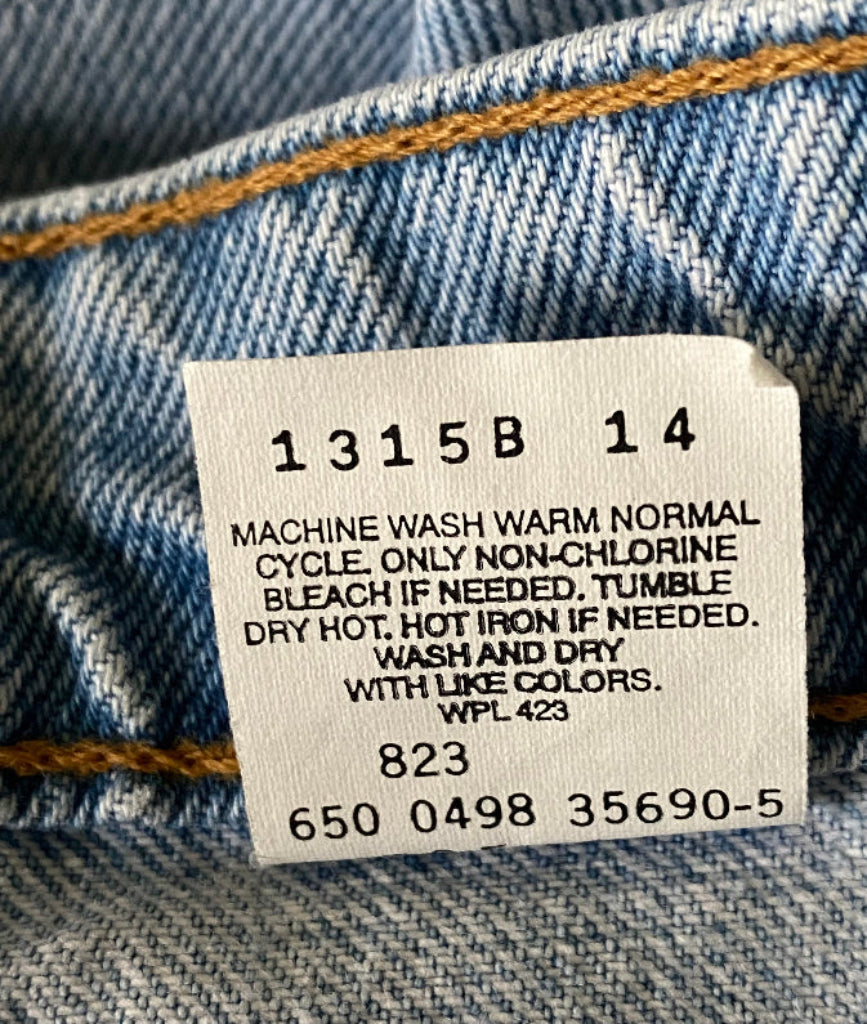 1315B 14
MACHINE WASH WARM NORMAL
CYCLE. ONLY NON-CHLORINE
BLEACH IF NEEDED. TUMBLE
DRY HOT. HOT IRON IF NEEDED.
WASH AND DRY
WITH LIKE COLORS.
WPL 423
823
650 0498 35690-5